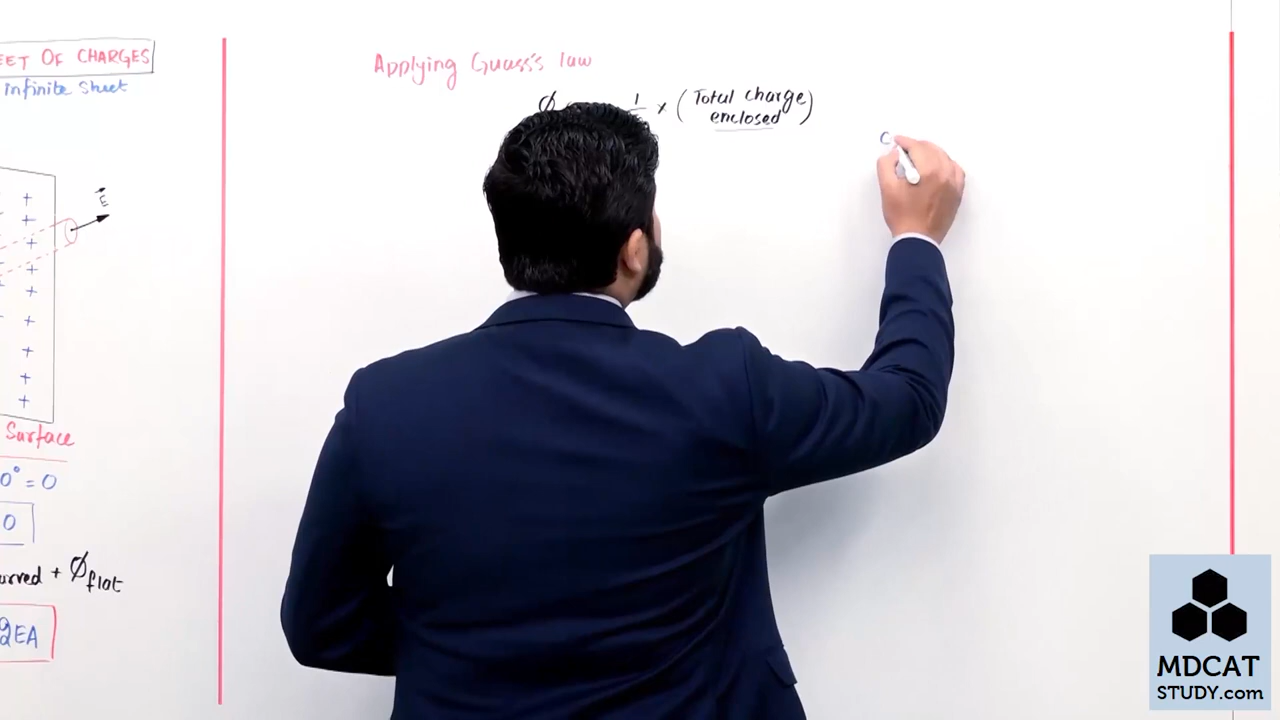 EET OF CHARGES
infinite sheet
+
+
+
+
+
+
+
+
+
E
Surface
0° = 0
0
urved + Ø flat
2EA
Applying Guass's law
Ø 1 × (Total charge
enclosed)
C
MDCAT
STUDY.com